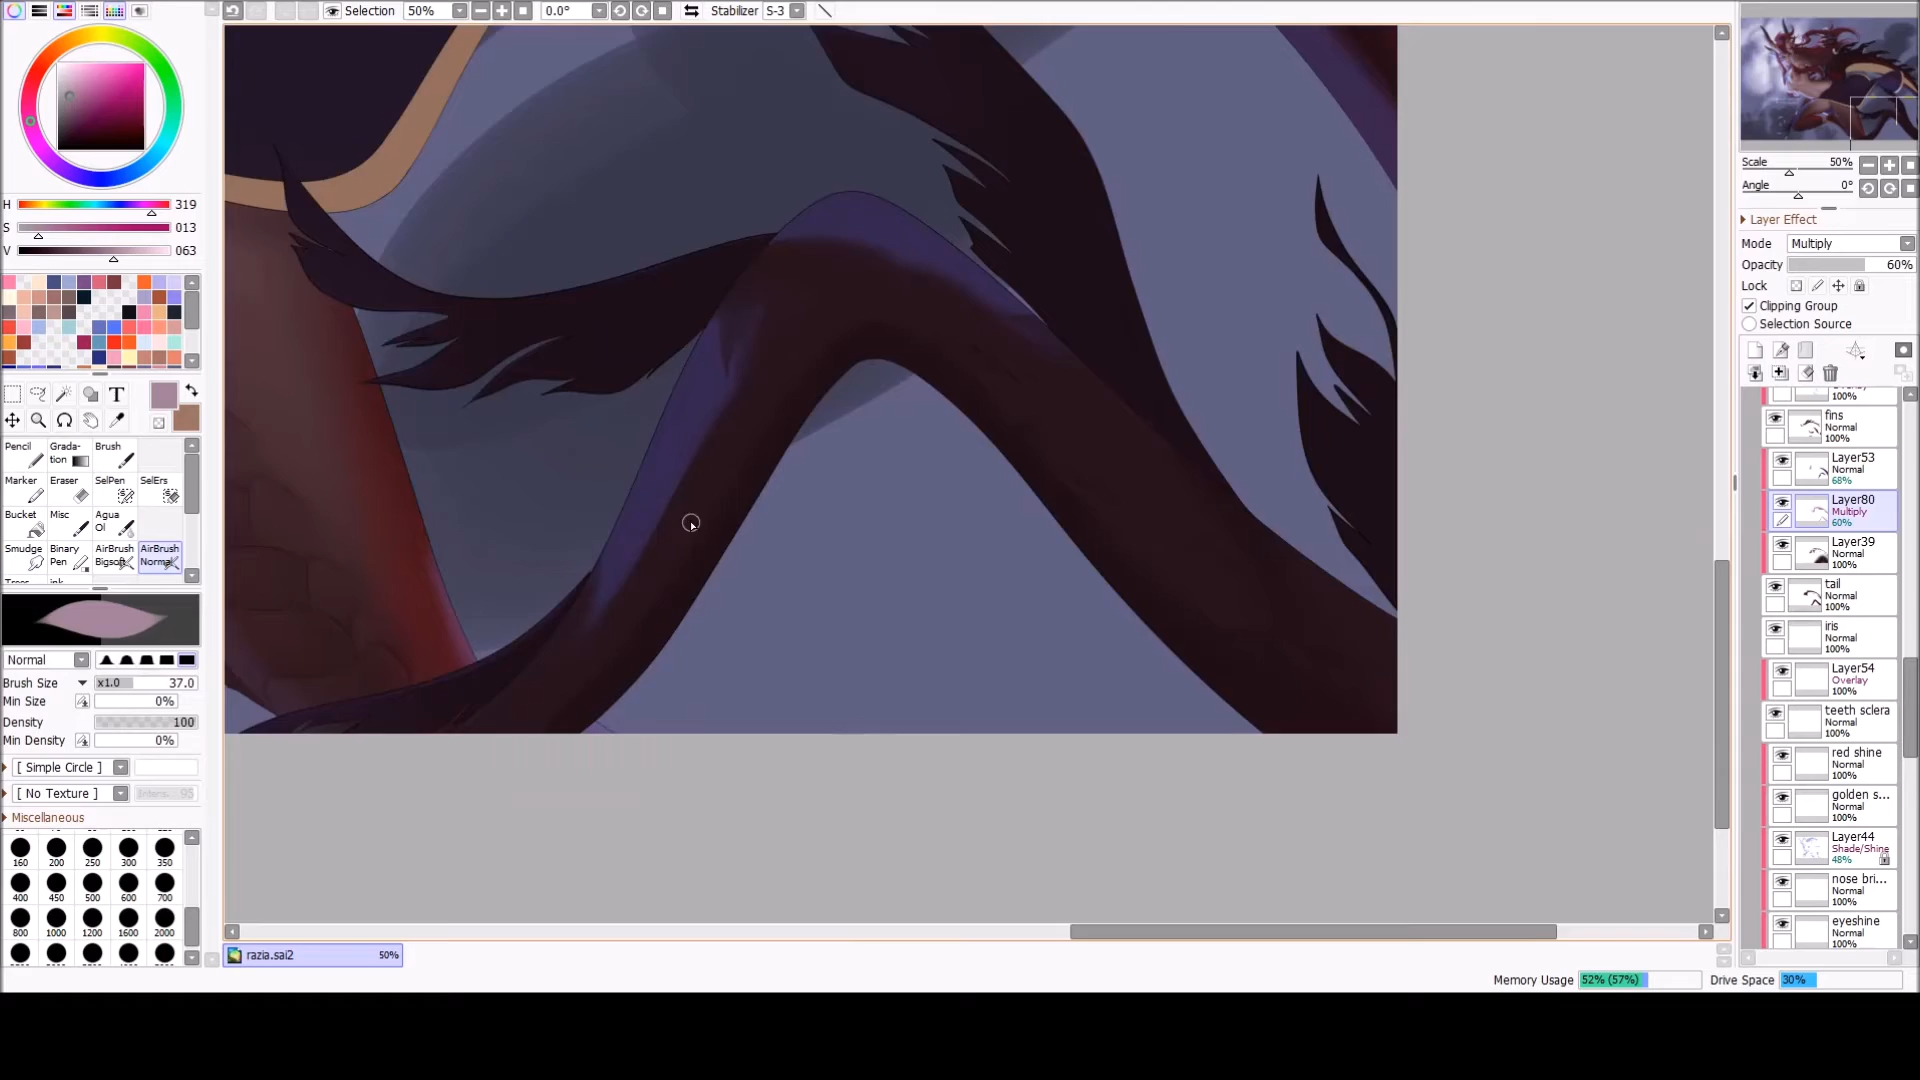 Selection 50% 0.0° Stabilizer S-3
H 319
S 013
V 063
T
Pencil Grada-tion Brush
Marker Eraser SelPen SelErs
Bucket Misc Agua Ol
Smudge Binary Pen AirBrush Bigsoft AirBrush Normal
Trees ink
Normal
Brush Size x1.0 37.0
Min Size 0%
Density 100
Min Density 0%
[ Simple Circle ]
[ No Texture ] Intens. 95
Miscellaneous
160 200 250 300 350
400 450 500 600 700
800 1000 1200 1600 2000
razia.sai2 50%
Memory Usage 52% (57%) Drive Space 30%
Scale 50%
Angle 0°
Layer Effect
Mode Multiply
Opacity 60%
Lock
Clipping Group
Selection Source
100%
fins
Normal
100%
Layer53
Normal
68%
Layer80
Multiply
60%
Layer39
Normal
100%
tail
Normal
100%
iris
Normal
100%
Layer54
Overlay
100%
teeth sclera
Normal
100%
red shine
Normal
100%
golden s...
Normal
100%
Layer44
Shade/Shine
48%
nose bri...
Normal
100%
eyeshine
Normal
100%